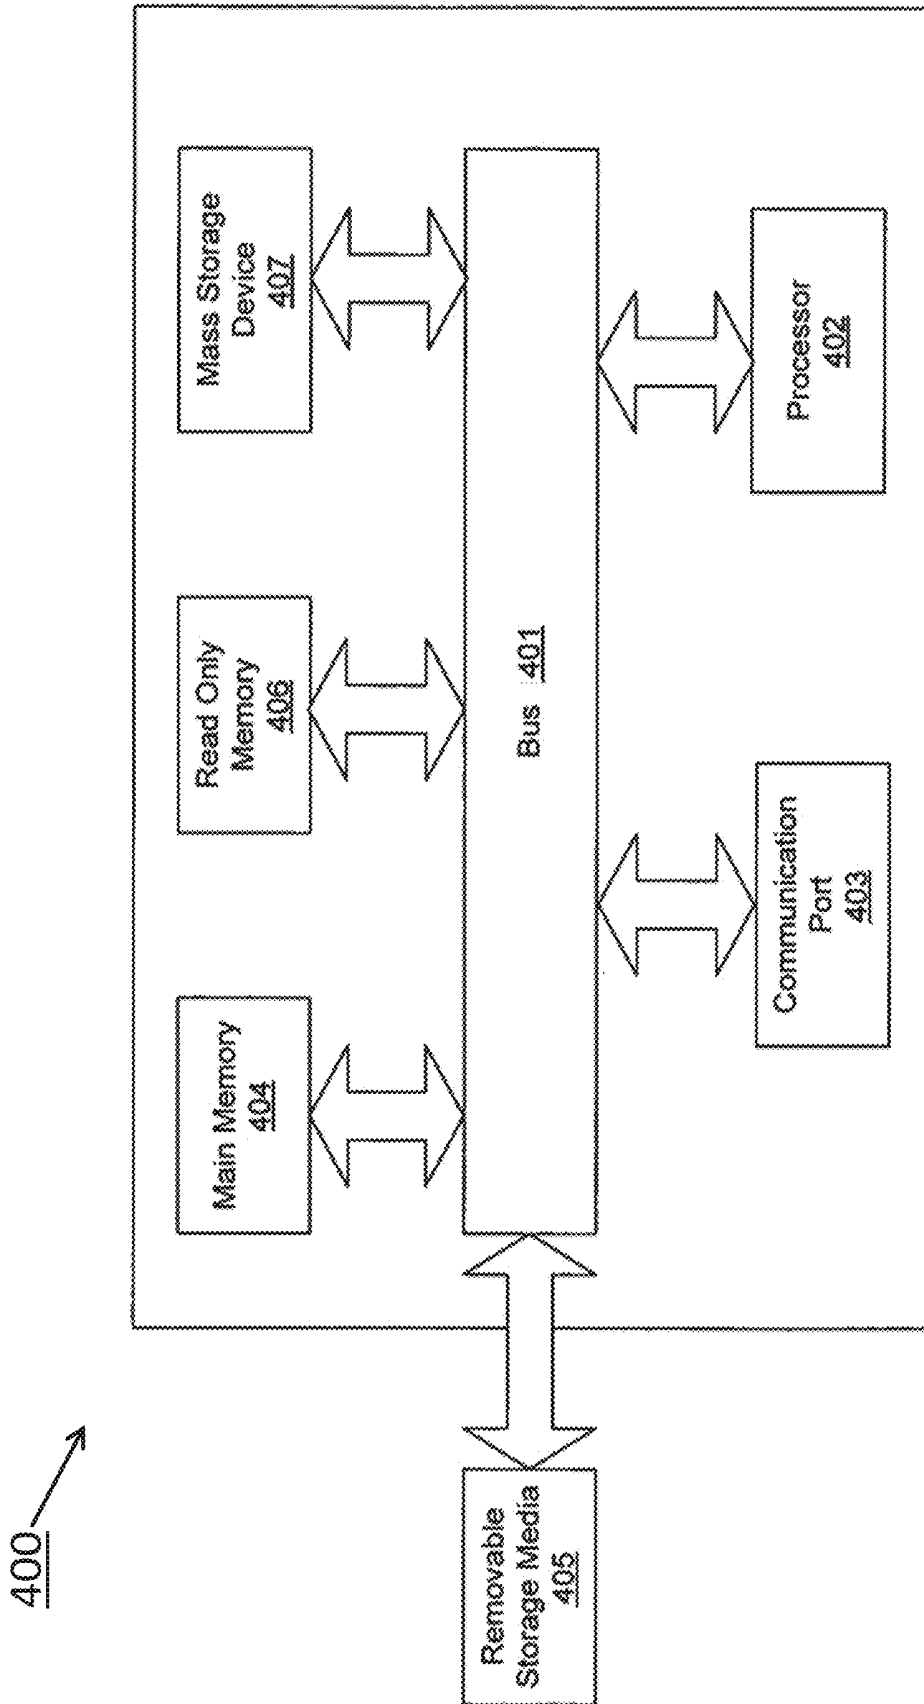 400
Main Memory
404
Read Only
Memory
406
Mass Storage
Device
407
Removable
Storage Media
405
Bus 401
Communication
Port
403
Processor
402